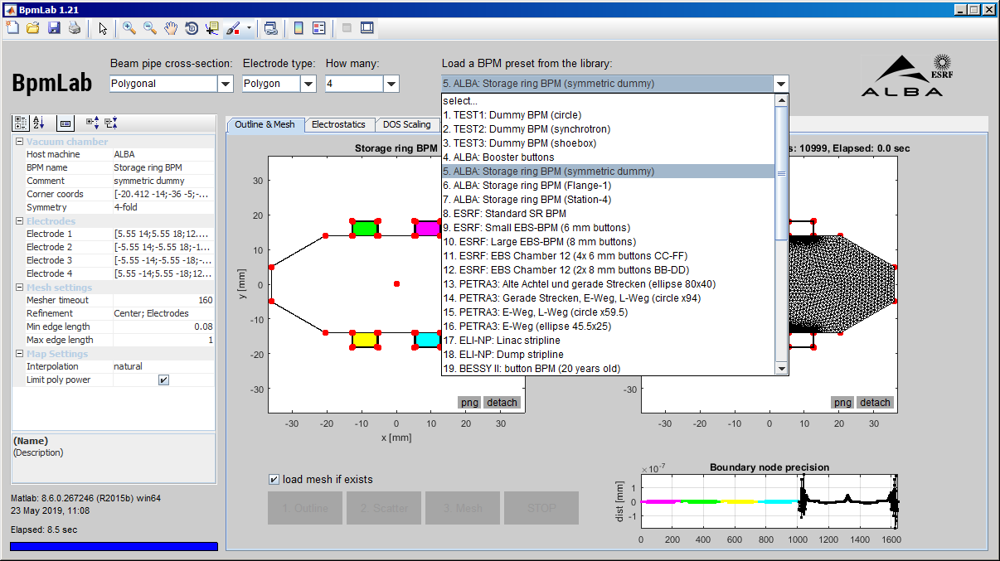 BpmLab 1.21
Beam pipe cross-section: Electrode type: How many: Load a BPM preset from the library:
BpmLab
Polygonal Polygon 4 5. ALBA: Storage ring BPM (symmetric dummy)
ALBA
ESRF
select...
1. TEST1: Dummy BPM (circle)
2. TEST2: Dummy BPM (synchrotron)
3. TEST3: Dummy BPM (shoebox)
4. ALBA: Booster buttons
5. ALBA: Storage ring BPM (symmetric dummy)
6. ALBA: Storage ring BPM (Flange-1)
7. ALBA: Storage ring BPM (Station-4)
8. ESRF: Standard SR BPM
9. ESRF: Small EBS-BPM (6 mm buttons)
10. ESRF: Large EBS-BPM (8 mm buttons)
11. ESRF: EBS Chamber 12 (4x 6 mm buttons CC-FF)
12. ESRF: EBS Chamber 12 (2x 8 mm buttons BB-DD)
13. PETRA3: Alte Achtel und gerade Strecken (ellipse 80x40)
14. PETRA3: Gerade Strecken, E-Weg, L-Weg (circle x94)
15. PETRA3: E-Weg, L-Weg (circle x59.5)
16. PETRA3: E-Weg (ellipse 45.5x25)
17. ELI-NP: Linac stripline
18. ELI-NP: Dump stripline
19. BESSY II: button BPM (20 years old)
Vacuum chamber
Host machine ALBA
BPM name Storage ring BPM
Comment symmetric dummy
Corner coords [-20.412 -14;-36 -5;-...
Symmetry 4-fold
Electrodes
Electrode 1 [5.55 14;5.55 18;12....
Electrode 2 [-5.55 14;-5.55 18;-1...
Electrode 3 [-5.55 -14;-5.55 -18;-...
Electrode 4 [5.55 -14;5.55 -18;12...
Mesh settings
Mesher timeout 160
Refinement Center; Electrodes
Min edge length 0.08
Max edge length 1
Map Settings
Interpolation natural
Limit poly power
(Name)
(Description)
Matlab: 8.6.0.267246 (R2015b) win64
23 May 2019, 11:08
Elapsed: 8.5 sec
Outline & Mesh Electrostatics DOS Scaling
Storage ring BPM
s: 10999, Elapsed: 0.0 sec
30
20
10
0
-10
-20
-30
y [mm]
-30 -20 -10 0 10 20 30
x [mm]
png detach
-30
-30 -20 -10 0 10 20 30
png detach
load mesh if exists
1. Outline 2. Scatter 3. Mesh STOP
Boundary node precision
×10-7
1
0
-1
dist [mm]
0 200 400 600 800 1000 1200 1400 1600